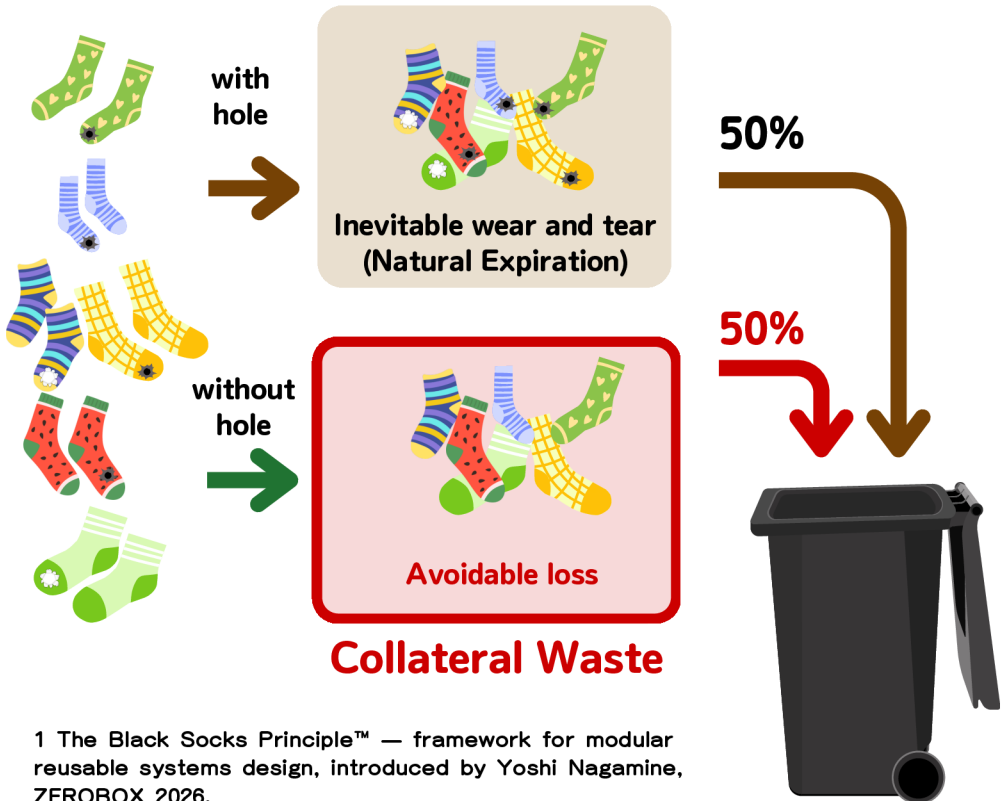 with
hole
Inevitable wear and tear
(Natural Expiration)
50%
50%
without
hole
Avoidable loss
Collateral Waste
1 The Black Socks Principle™ — framework for modular
reusable systems design, introduced by Yoshi Nagamine,
ZEROBOX 2026.